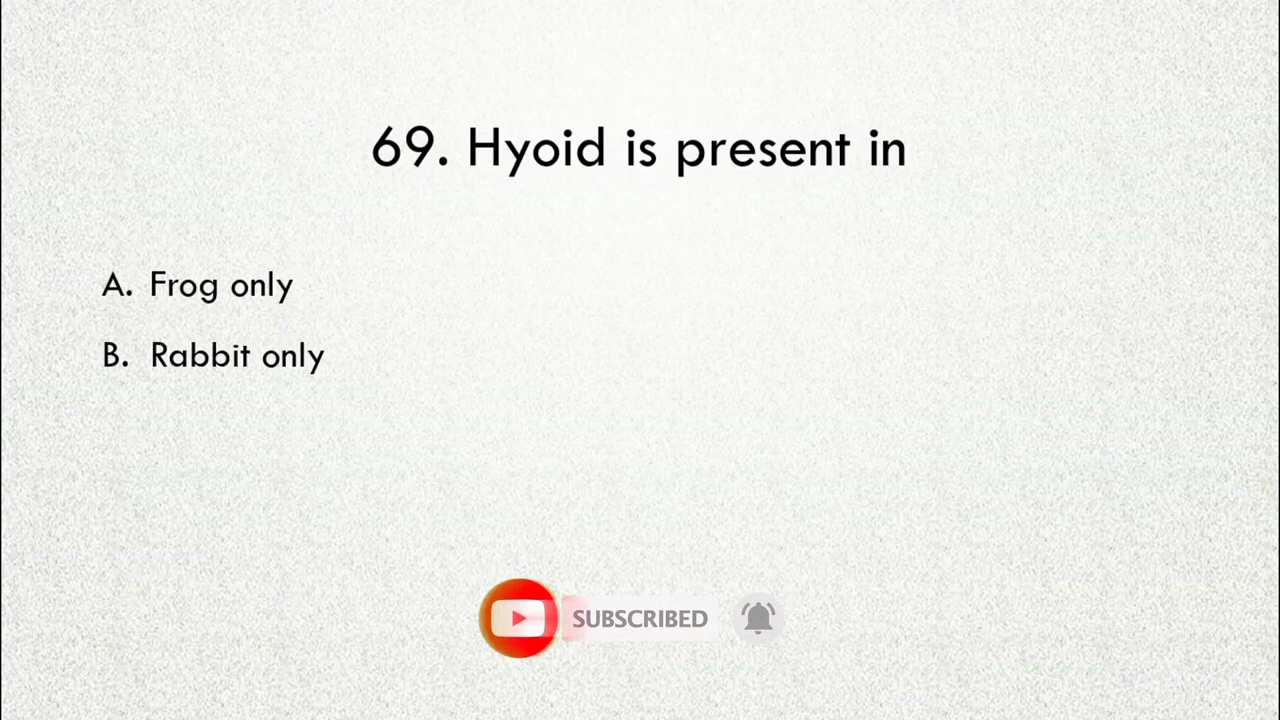 69. Hyoid is present in
A. Frog only
B. Rabbit only
SUBSCRIBED